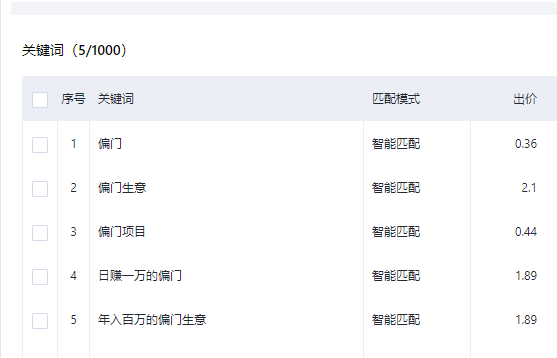 关键词（5/1000）
序号 关键词 匹配模式 出价
1 偏门 智能匹配 0.36
2 偏门生意 智能匹配 2.1
3 偏门项目 智能匹配 0.44
4 日赚一万的偏门 智能匹配 1.89
5 年入百万的偏门生意 智能匹配 1.89